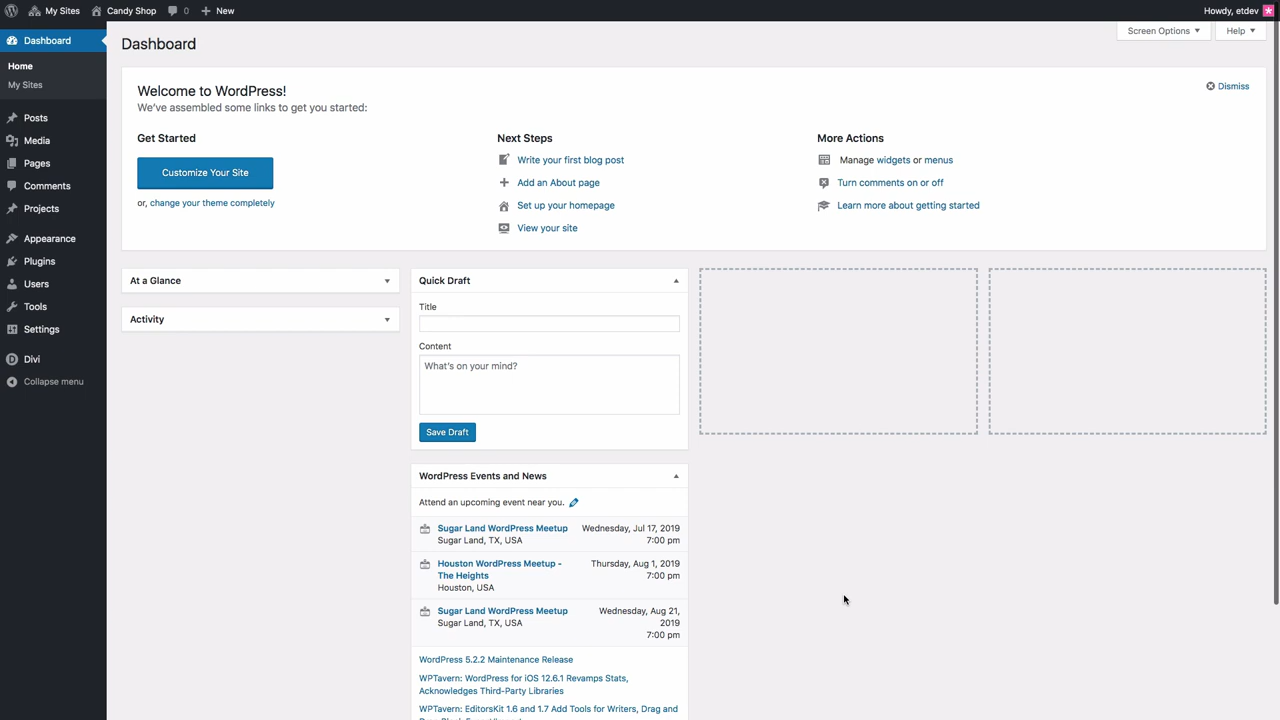 My Sites Candy Shop 0 New Howdy, etdev
Dashboard
Home
My Sites
Posts
Media
Pages
Comments
Projects
Appearance
Plugins
Users
Tools
Settings
Divi
Collapse menu
Screen Options Help
Dashboard
Welcome to WordPress!
We've assembled some links to get you started:
Dismiss
Get Started
Customize Your Site
or, change your theme completely
Next Steps
Write your first blog post
Add an About page
Set up your homepage
View your site
More Actions
Manage widgets or menus
Turn comments on or off
Learn more about getting started
At a Glance
Activity
Quick Draft
Title
Content
What's on your mind?
Save Draft
WordPress Events and News
Attend an upcoming event near you.
Sugar Land WordPress Meetup Wednesday, Jul 17, 2019
Sugar Land, TX, USA 7:00 pm
Houston WordPress Meetup - Thursday, Aug 1, 2019
The Heights 7:00 pm
Houston, USA
Sugar Land WordPress Meetup Wednesday, Aug 21,
Sugar Land, TX, USA 2019
7:00 pm
WordPress 5.2.2 Maintenance Release
WPTavern: WordPress for iOS 12.6.1 Revamps Stats,
Acknowledges Third-Party Libraries
WPTavern: EditorsKit 1.6 and 1.7 Add Tools for Writers, Drag and